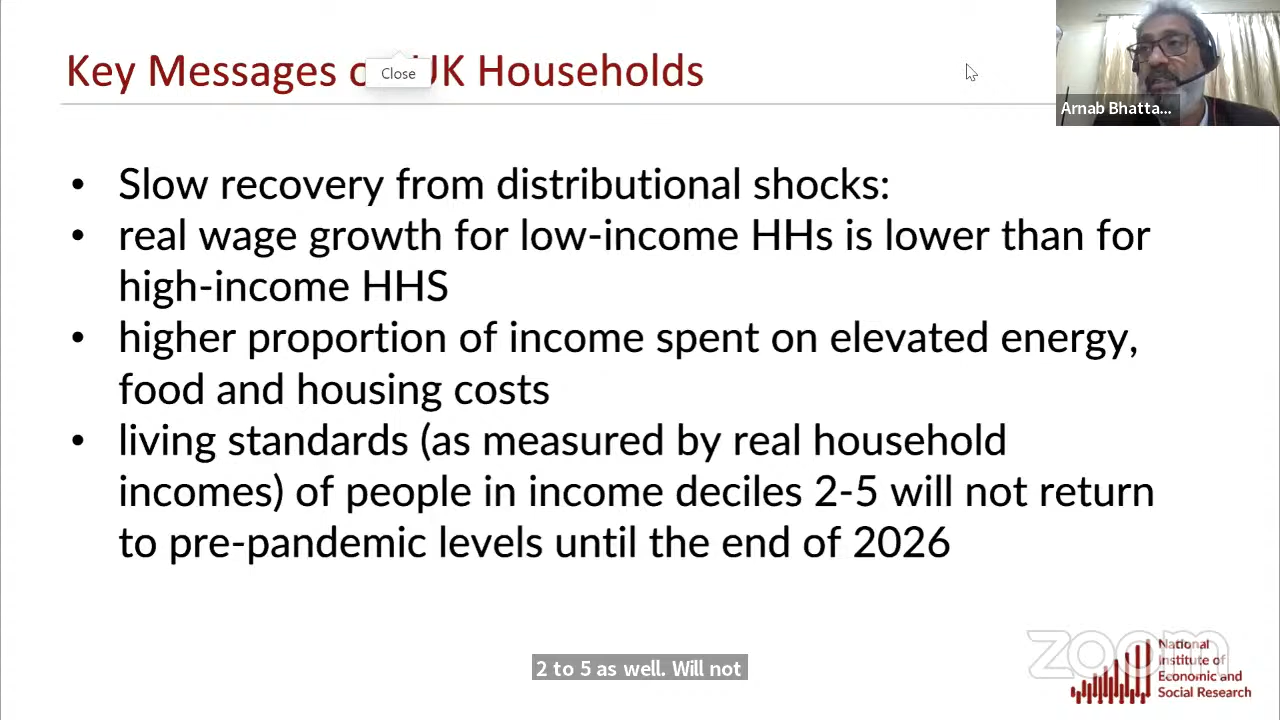 Key Messages o UK Households
Close
Arnab Bhatta...
• Slow recovery from distributional shocks:
• real wage growth for low-income HHs is lower than for
high-income HHS
• higher proportion of income spent on elevated energy,
food and housing costs
• living standards (as measured by real household
incomes) of people in income deciles 2-5 will not return
to pre-pandemic levels until the end of 2026
2 to 5 as well. Will not
zoom
National
Institute of
Economic and
Social Research